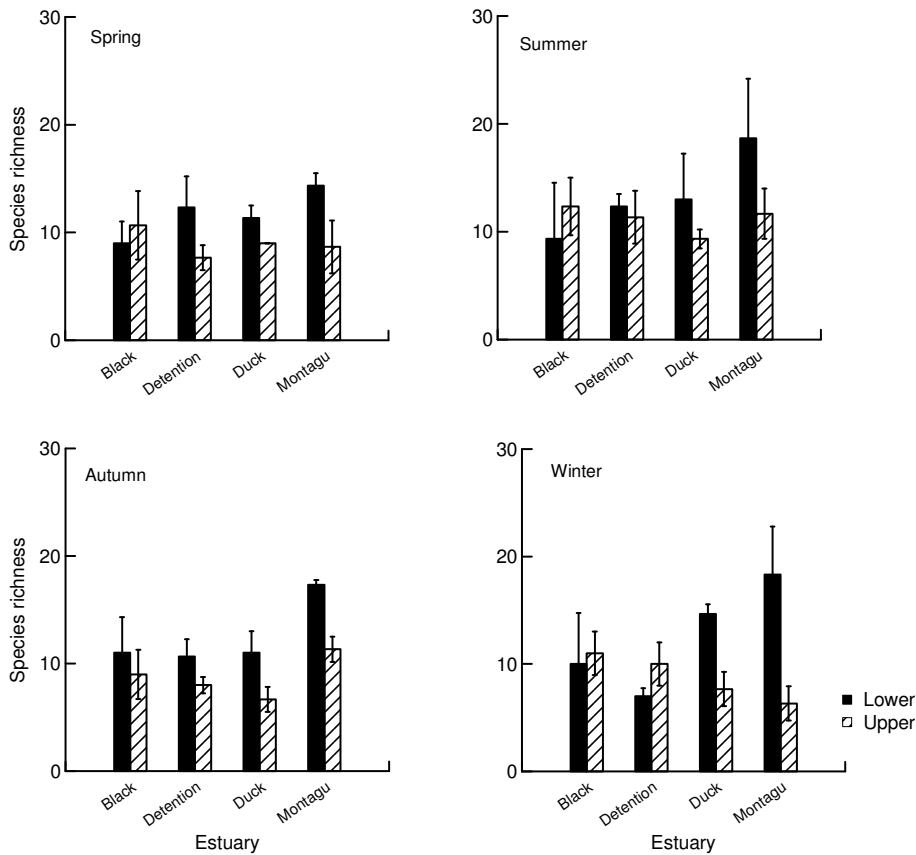 Spring
Species richness
30
20
10
0
Black
Detention
Duck
Montagu
Summer
30
20
10
0
Black
Detention
Duck
Montagu
Autumn
Species richness
30
20
10
0
Black
Detention
Duck
Montagu
Estuary
Winter
30
20
10
0
Black
Detention
Duck
Montagu
Estuary
Lower
Upper